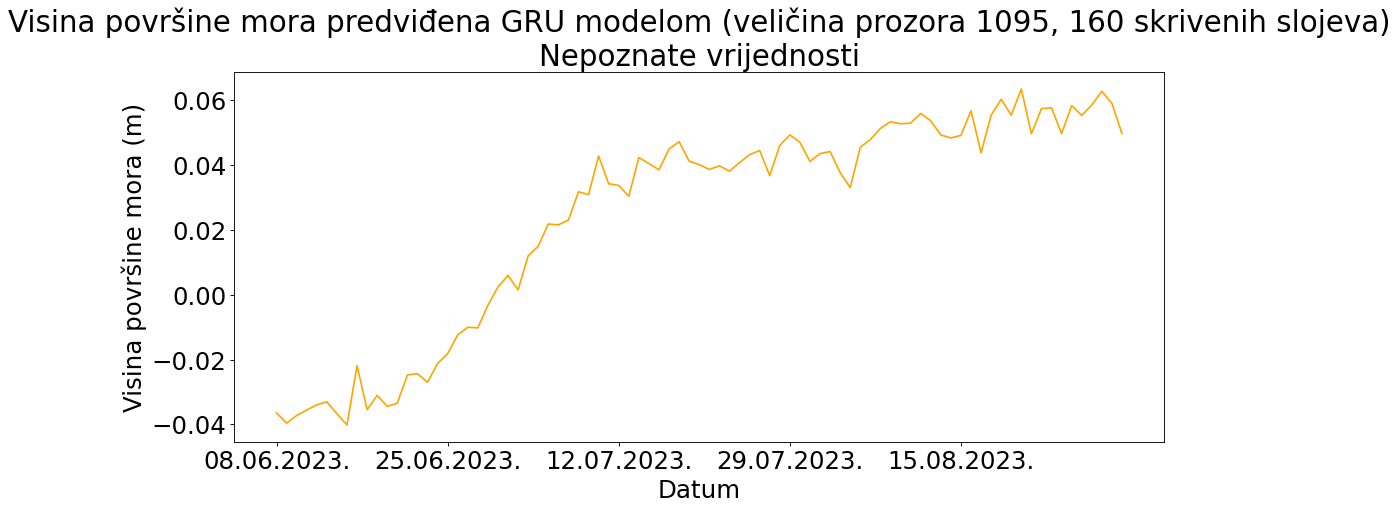 Visina površine mora predviđena GRU modelom (veličina prozora 1095, 160 skrivenih slojeva)
Nepoznate vrijednosti
Visina površine mora (m)
0.06
0.04
0.02
0.00
−0.02
−0.04
08.06.2023. 25.06.2023. 12.07.2023. 29.07.2023. 15.08.2023.
Datum